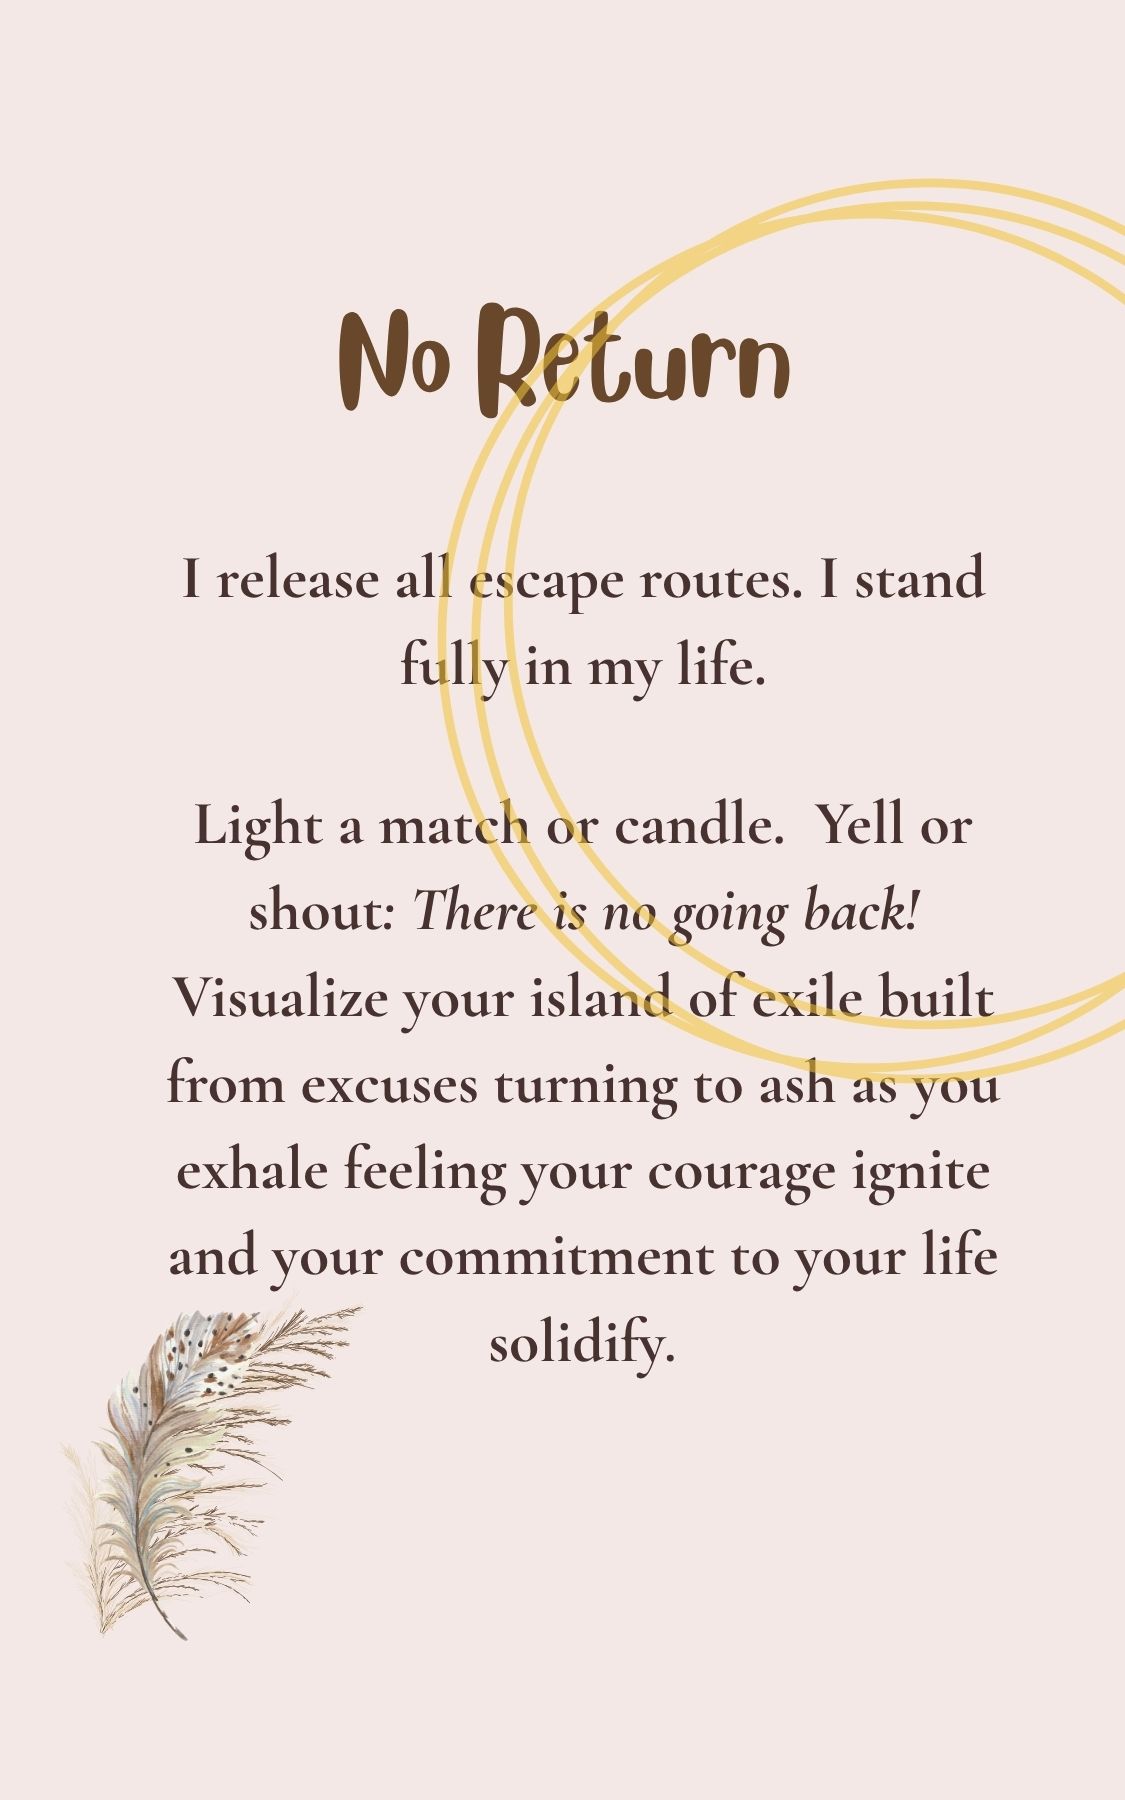 No Return
I release all escape routes. I stand
fully in my life.
Light a match or candle.  Yell or
shout: There is no going back!
Visualize your island of exile built
from excuses turning to ash as you
exhale feeling your courage ignite
and your commitment to your life
solidify.